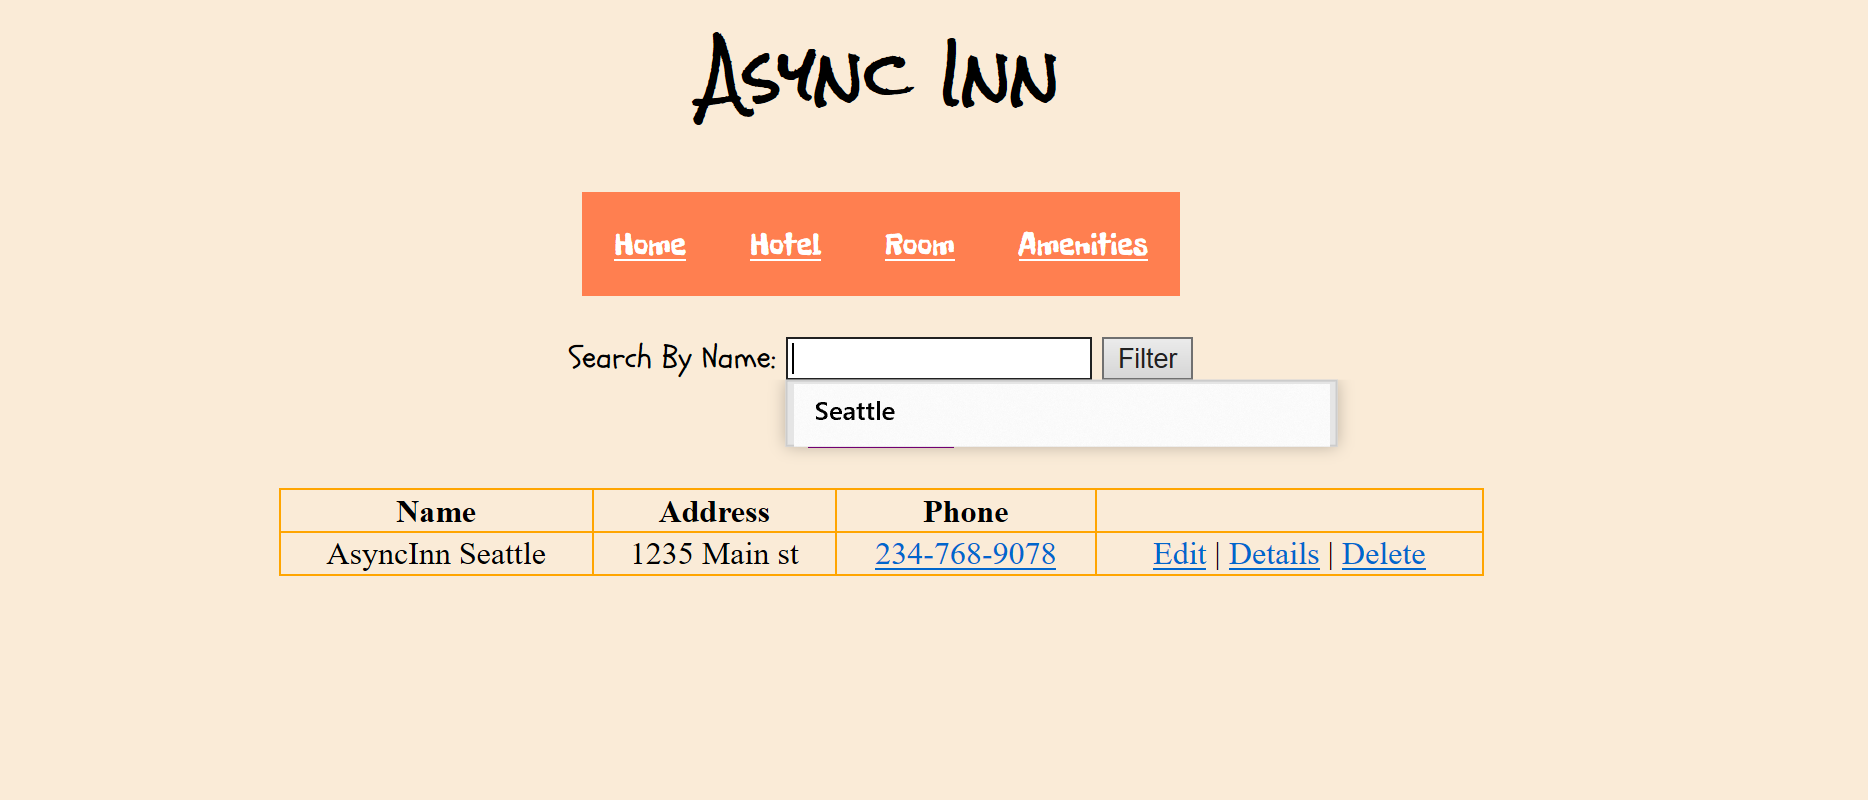 Async Inn
Home Hotel Room Amenities
Search By Name: Filter
Seattle
Name Address Phone
AsyncInn Seattle 1235 Main st 234-768-9078 Edit | Details | Delete